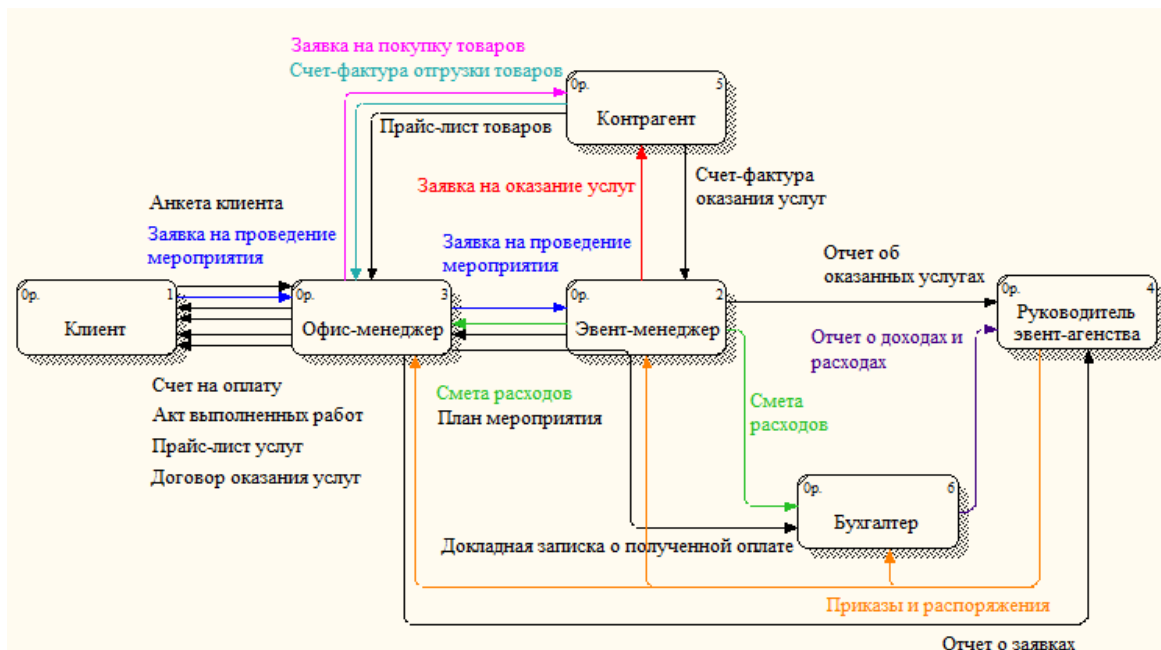 Заявка на покупку товаров
Счет-фактура отгрузки товаров
0р. 5
Контрагент
Прайс-лист товаров
Заявка на оказание услуг
Счет-фактура
оказания услуг
Анкета клиента
Заявка на проведение
мероприятия
Заявка на проведение
мероприятия
Отчет об
оказанных услугах
0р. 1
Клиент
0р. 3
Офис-менеджер
0р. 2
Эвент-менеджер
0р. 4
Руководитель
эвент-агенства
Отчет о доходах и
расходах
Счет на оплату
Акт выполненных работ
Прайс-лист услуг
Договор оказания услуг
Смета расходов
План мероприятия
Смета
расходов
0р. 6
Бухгалтер
Докладная записка о полученной оплате
Приказы и распоряжения
Отчет о заявках